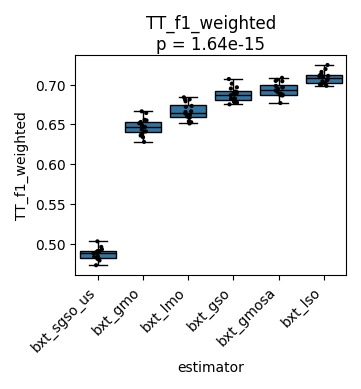 TT_f1_weighted
p = 1.64e-15
TT_f1_weighted
0.70
0.65
0.60
0.55
0.50
bxt_sgso_us
bxt_gmo
bxt_lmo
bxt_gso
bxt_gmosa
bxt_lso
estimator